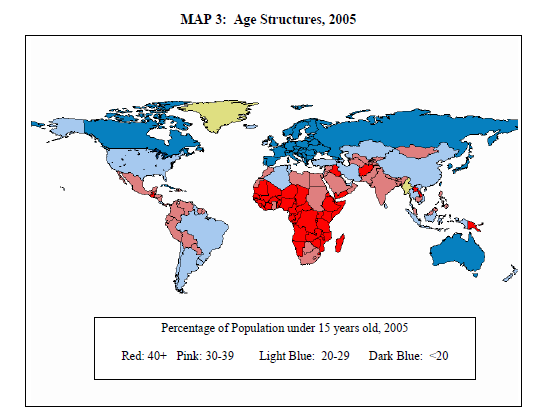 MAP 3: Age Structures, 2005
Percentage of Population under 15 years old, 2005
Red: 40+ Pink: 30-39 Light Blue: 20-29 Dark Blue: <20